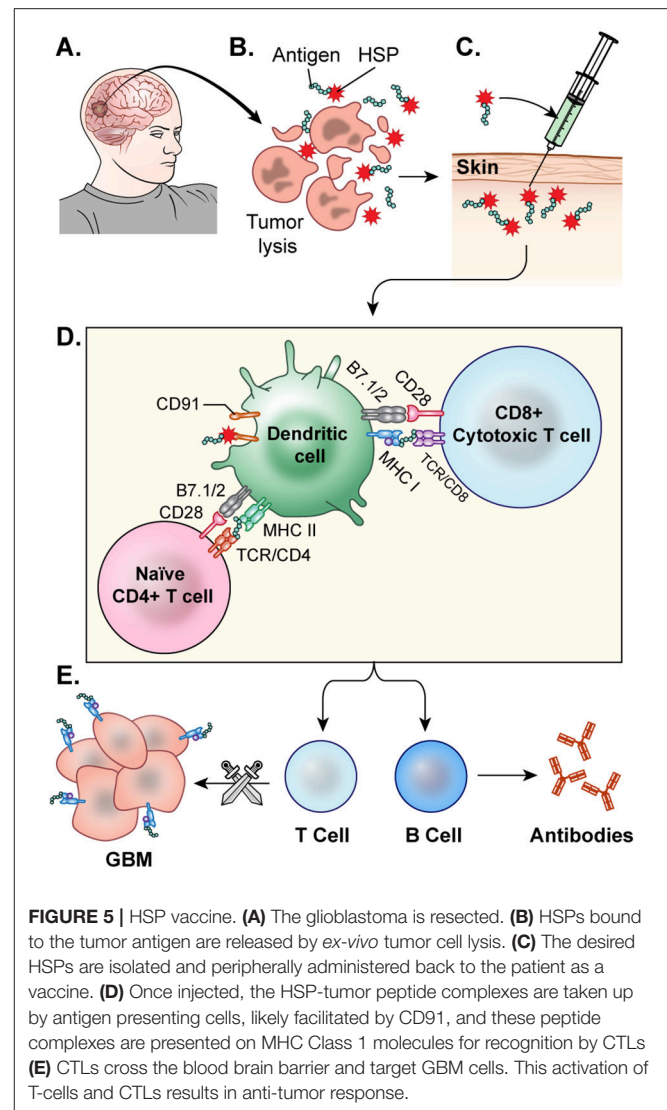 A.
B.
C.
Antigen
HSP
Tumor
lysis
Skin
D.
CD91
Dendritic
cell
B7.1/2
CD28
CD8+
Cytotoxic T cell
MHC I
TCR/CD8
B7.1/2
CD28
MHC II
TCR/CD4
Naïve
CD4+ T cell
E.
GBM
T Cell
B Cell
Antibodies
FIGURE 5 | HSP vaccine. (A) The glioblastoma is resected. (B) HSPs bound
to the tumor antigen are released by ex-vivo tumor cell lysis. (C) The desired
HSPs are isolated and peripherally administered back to the patient as a
vaccine. (D) Once injected, the HSP-tumor peptide complexes are taken up
by antigen presenting cells, likely facilitated by CD91, and these peptide
complexes are presented on MHC Class 1 molecules for recognition by CTLs
(E) CTLs cross the blood brain barrier and target GBM cells. This activation of
T-cells and CTLs results in anti-tumor response.